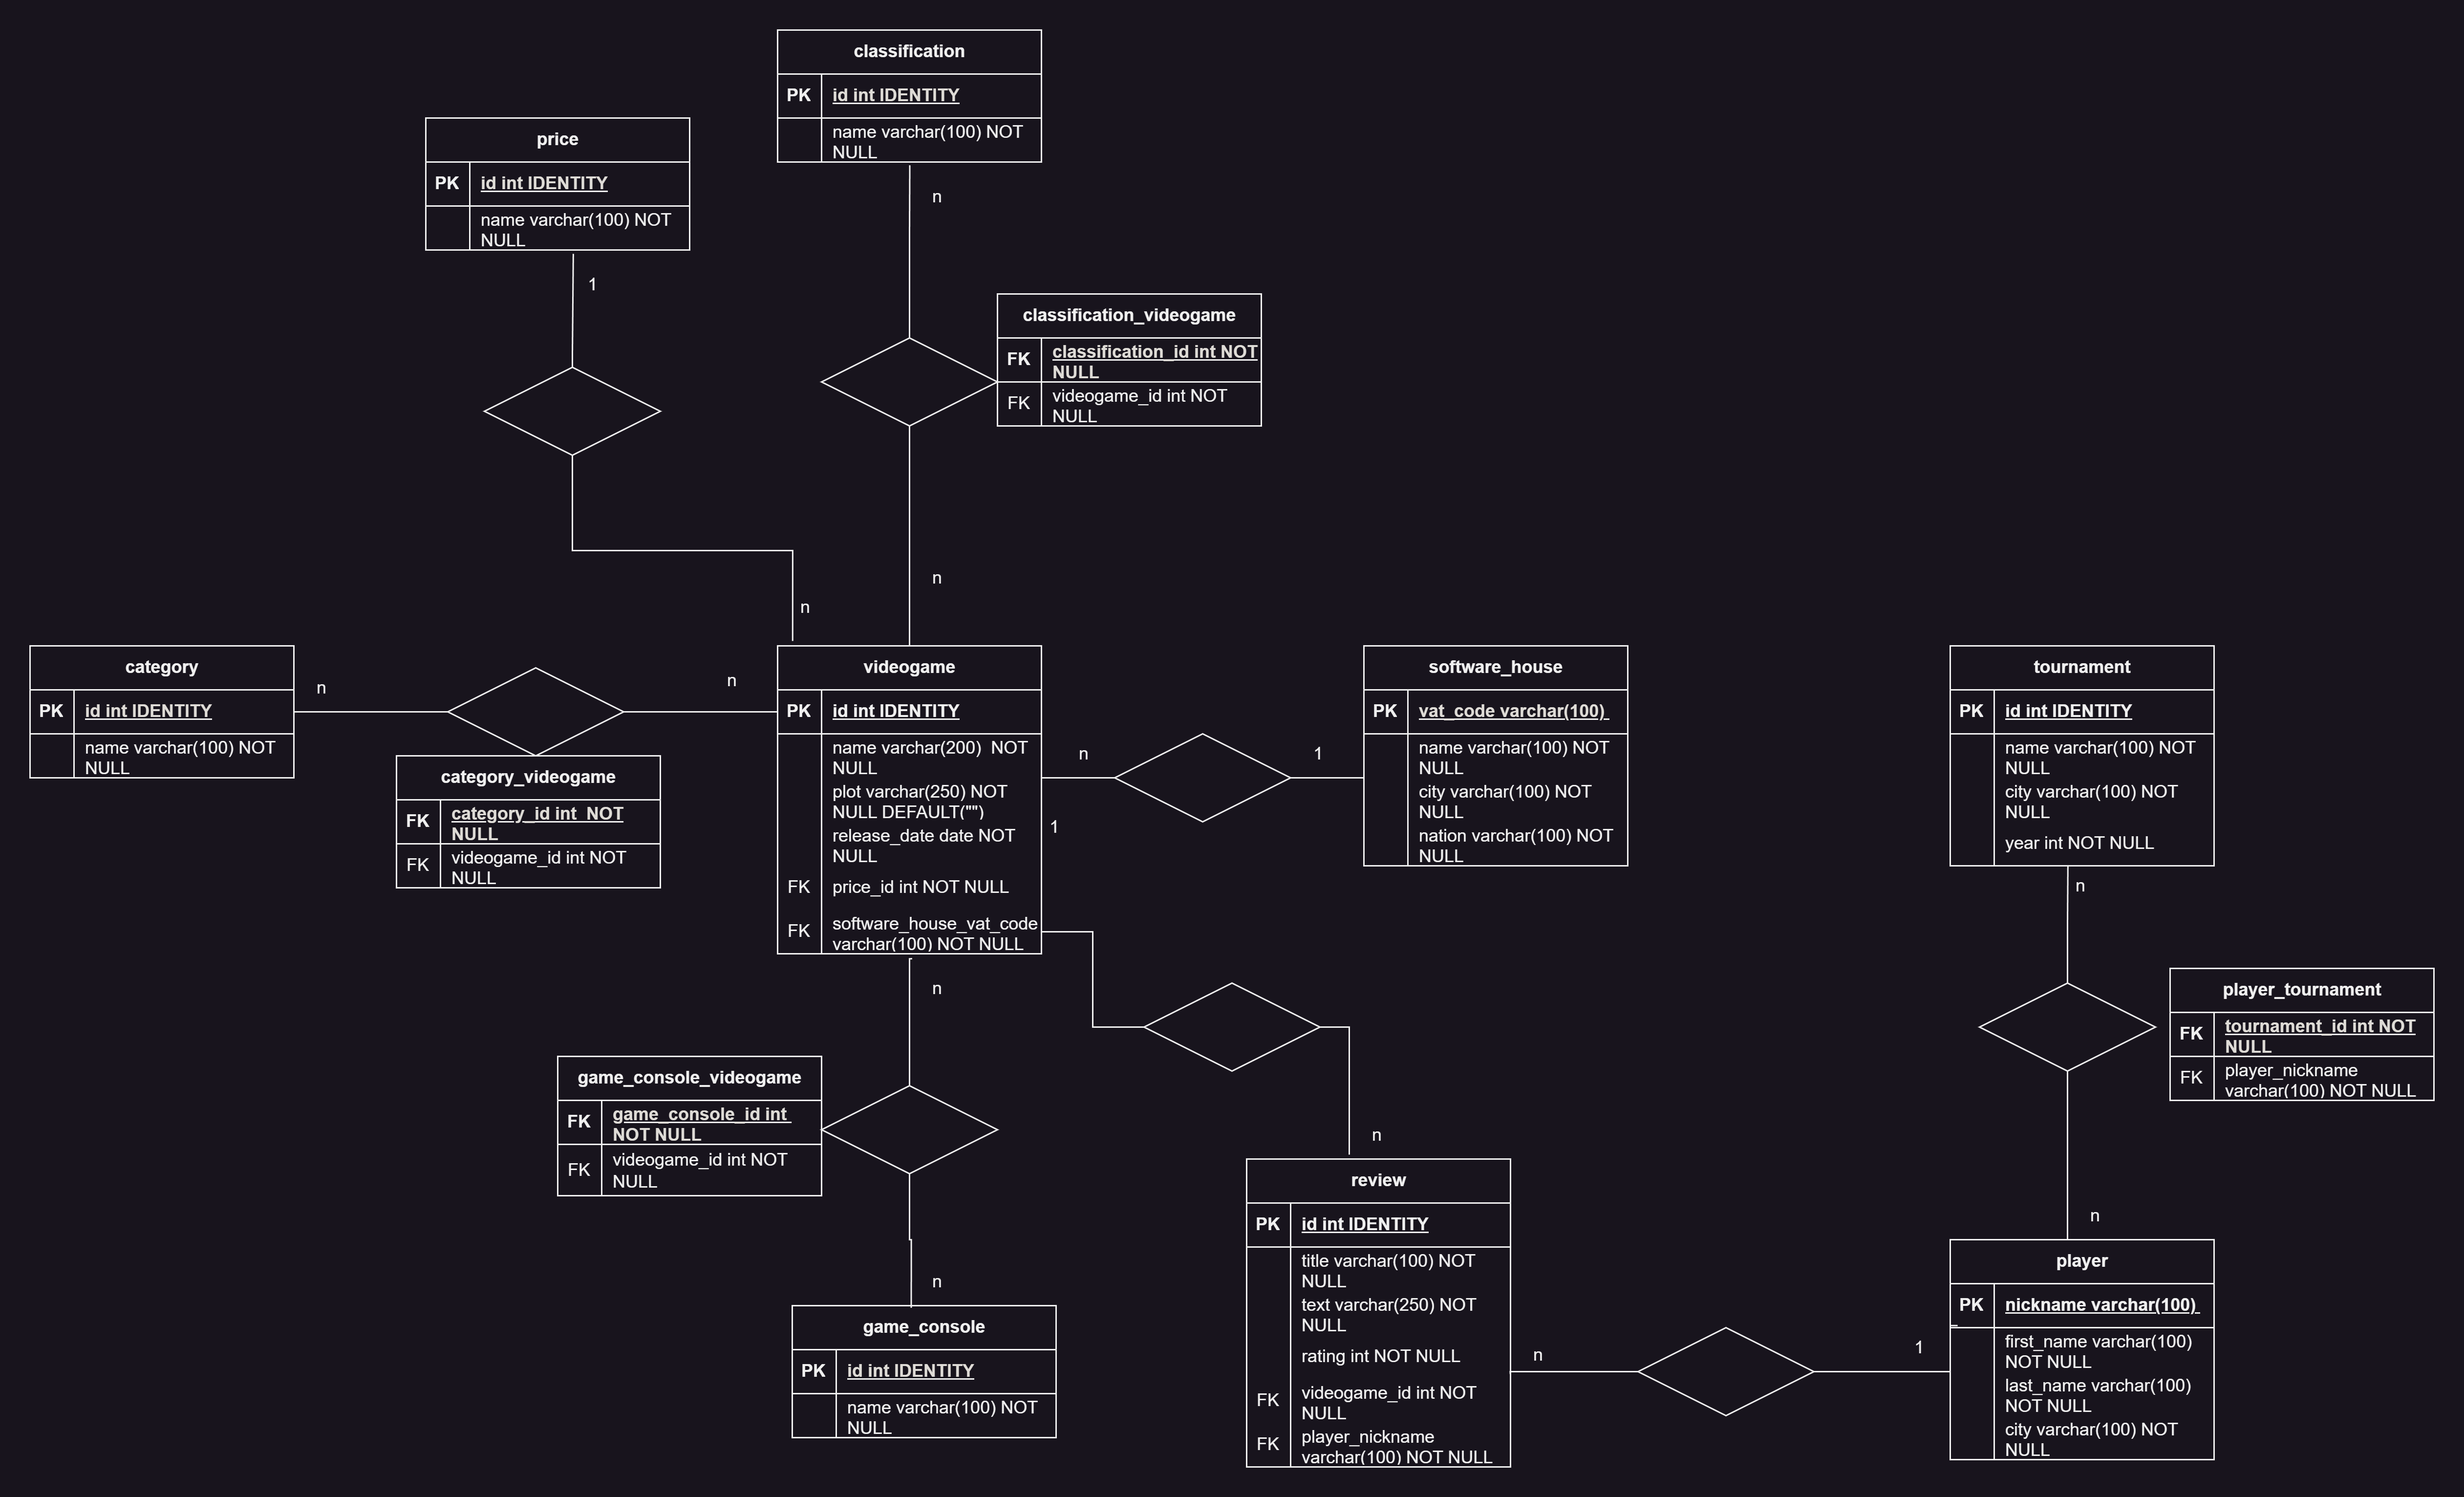 classification
PK
id int IDENTITY
name varchar(100) NOT
NULL
n
price
PK
id int IDENTITY
name varchar(100) NOT
NULL
1
classification_videogame
FK
classification_id int NOT
NULL
FK
videogame_id int NOT
NULL
n
n
category
PK
id int IDENTITY
name varchar(100) NOT
NULL
n
n
category_videogame
FK
category_id int NOT
NULL
FK
videogame_id int NOT
NULL
videogame
PK
id int IDENTITY
name varchar(200) NOT
NULL
plot varchar(250) NOT
NULL DEFAULT("")
release_date date NOT
NULL
FK
price_id int NOT NULL
FK
software_house_vat_code
varchar(100) NOT NULL
n
1
1
software_house
PK
vat_code varchar(100)
name varchar(100) NOT
NULL
city varchar(100) NOT
NULL
nation varchar(100) NOT
NULL
tournament
PK
id int IDENTITY
name varchar(100) NOT
NULL
city varchar(100) NOT
NULL
year int NOT NULL
n
player_tournament
FK
tournament_id int NOT
NULL
FK
player_nickname
varchar(100) NOT NULL
n
n
game_console_videogame
FK
game_console_id int
NOT NULL
FK
videogame_id int NOT
NULL
n
game_console
PK
id int IDENTITY
name varchar(100) NOT
NULL
n
review
PK
id int IDENTITY
title varchar(100) NOT
NULL
text varchar(250) NOT
NULL
rating int NOT NULL
FK
videogame_id int NOT
NULL
FK
player_nickname
varchar(100) NOT NULL
n
1
player
PK
nickname varchar(100)
first_name varchar(100)
NOT NULL
last_name varchar(100)
NOT NULL
city varchar(100) NOT
NULL